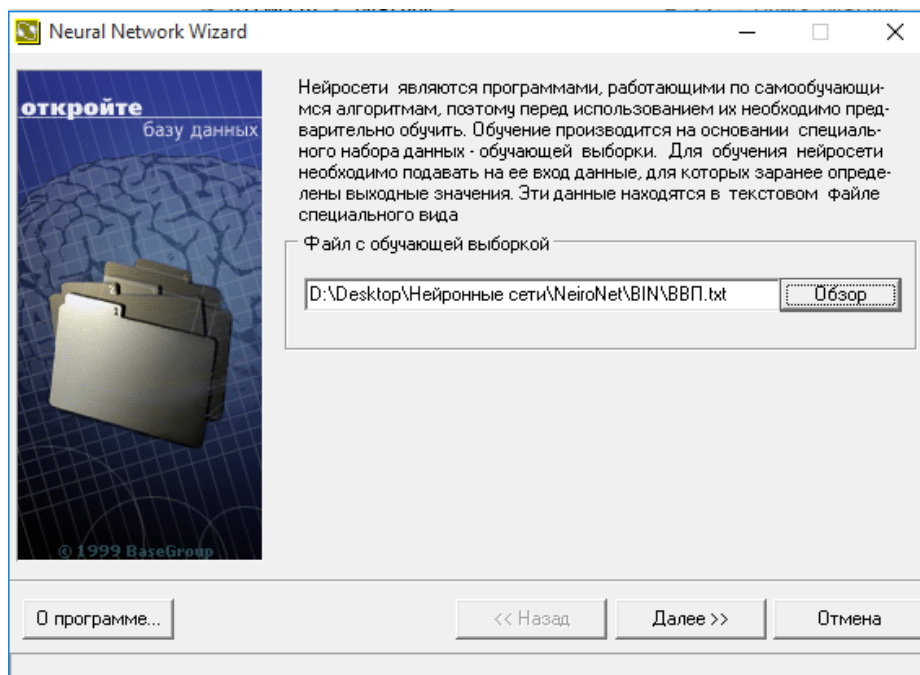 Neural Network Wizard
откройте
базу данных
Нейросети являются программами, работающими по самообучающи-
мся алгоритмам, поэтому перед использованием их необходимо пред-
варительно обучить. Обучение производится на основании специаль-
ного набора данных - обучающей выборки. Для обучения нейросети
необходимо подавать на ее вход данные, для которых заранее опреде-
лены выходные значения. Эти данные находятся в текстовом файле
специального вида
Файл с обучающей выборкой
D:\Desktop\Нейронные сети\NeiroNet\BIN\ВВП.txt
Обзор
2
1
© 1999 BaseGroup
О программе...
<< Назад
Далее >>
Отмена